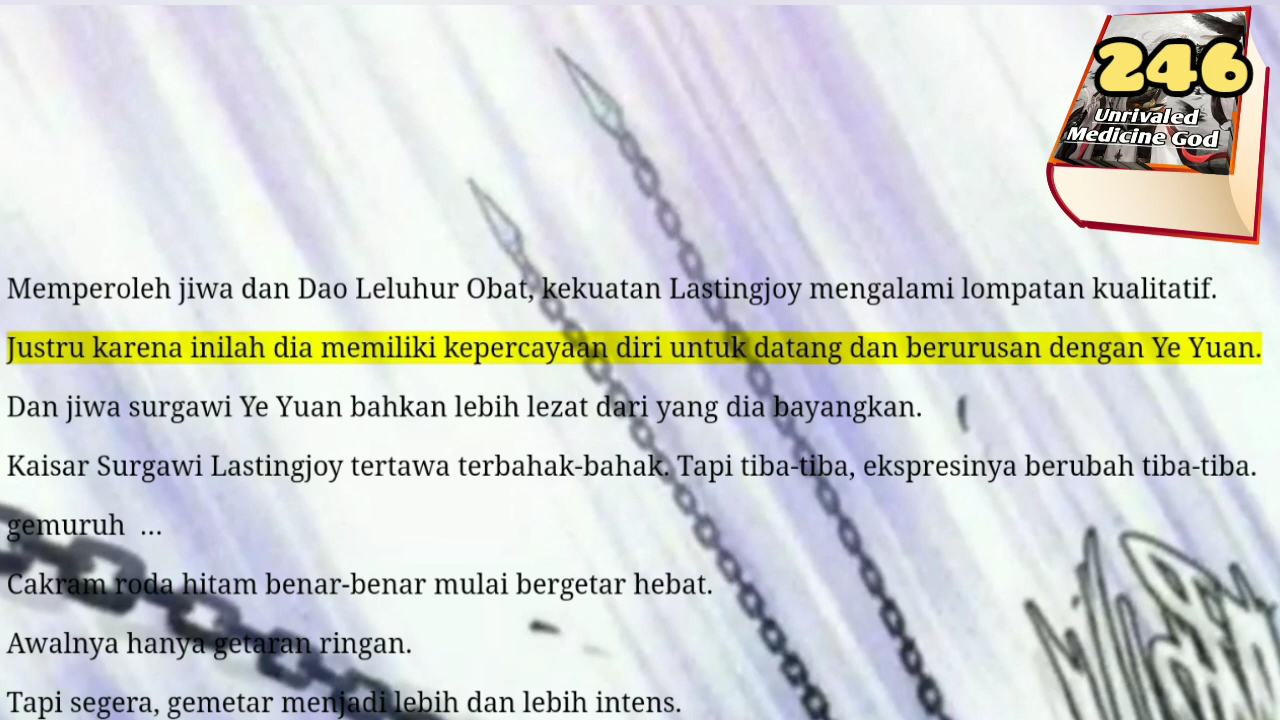 246
Unrivaled
Medicine God
Memperoleh jiwa dan Dao Leluhur Obat, kekuatan Lastingjoy mengalami lompatan kualitatif.
Justru karena inilah dia memiliki kepercayaan diri untuk datang dan berurusan dengan Ye Yuan.
Dan jiwa surgawi Ye Yuan bahkan lebih lezat dari yang dia bayangkan.
Kaisar Surgawi Lastingjoy tertawa terbahak-bahak. Tapi tiba-tiba, ekspresinya berubah tiba-tiba.
gemuruh ...
Cakram roda hitam benar-benar mulai bergetar hebat.
Awalnya hanya getaran ringan.
Tapi segera, gemetar menjadi lebih dan lebih intens.